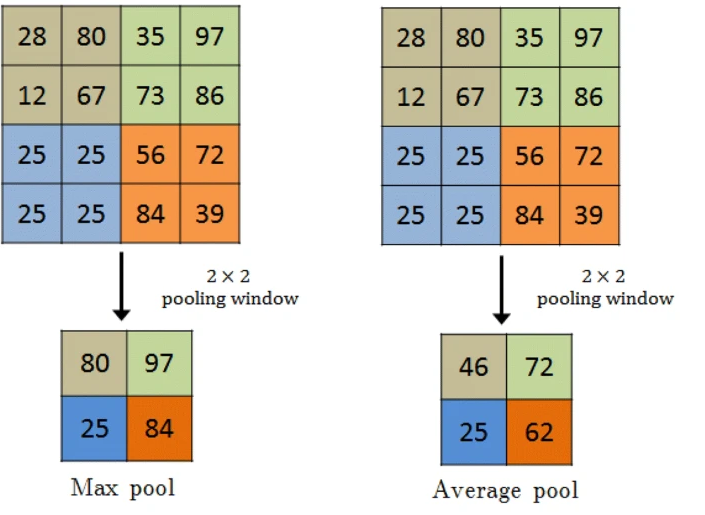 28 80 35 97
12 67 73 86
25 25 56 72
25 25 84 39
2 × 2
pooling window
80 97
25 84
Max pool
28 80 35 97
12 67 73 86
25 25 56 72
25 25 84 39
2 × 2
pooling window
46 72
25 62
Average pool